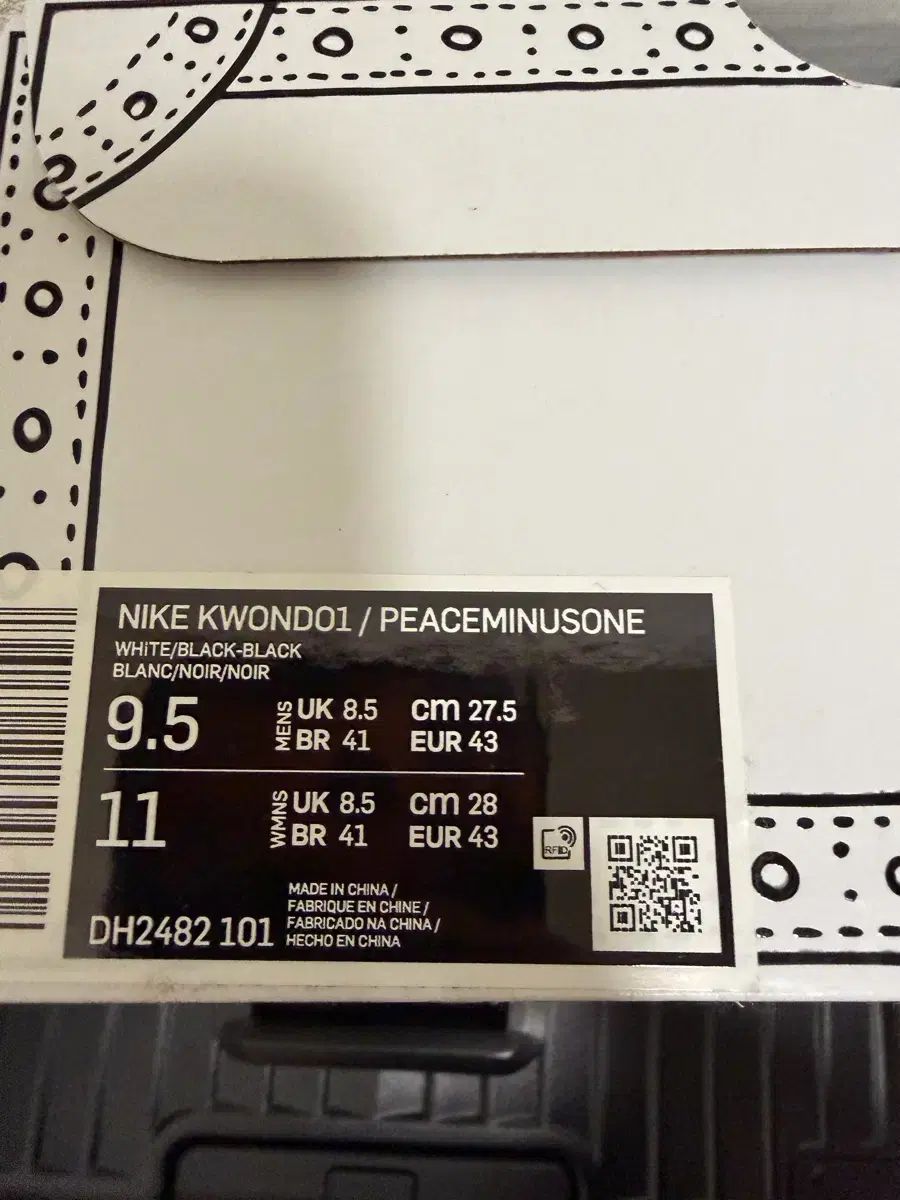 NIKE KWONDO1 / PEACEMINUSONE
WHITE/BLACK-BLACK
BLANC/NOIR/NOIR
9.5 MENS UK 8.5 CM 27.5
BR 41 EUR 43
11 WMNS UK 8.5 CM 28
BR 41 EUR 43
RFID
MADE IN CHINA /
FABRIQUE EN CHINE /
FABRICADO NA CHINA /
HECHO EN CHINA
DH2482 101